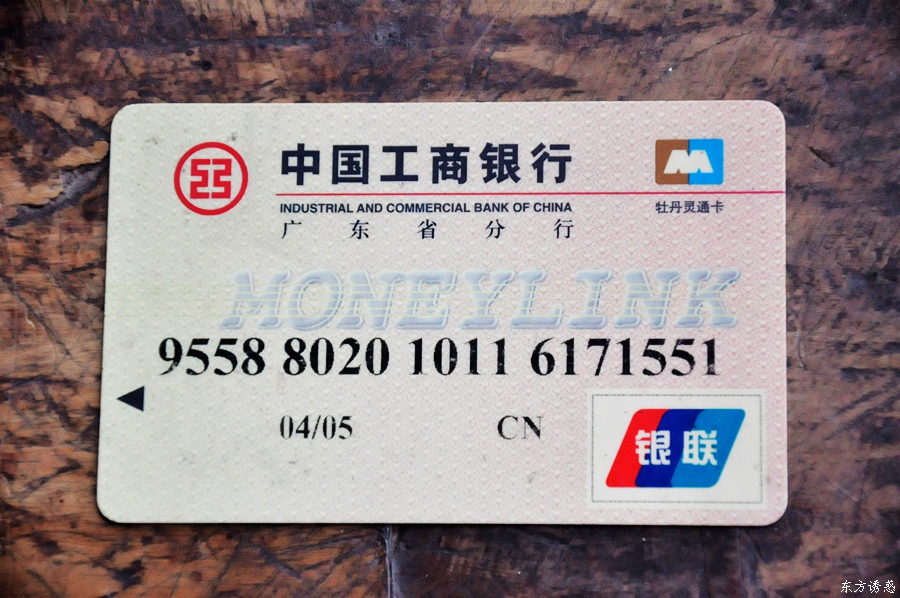 中国工商银行
INDUSTRIAL AND COMMERCIAL BANK OF CHINA
广东省分行
牡丹灵通卡
MONEYLINK
9558 8020 1011 6171551
04/05 CN
银联
东方诱惑